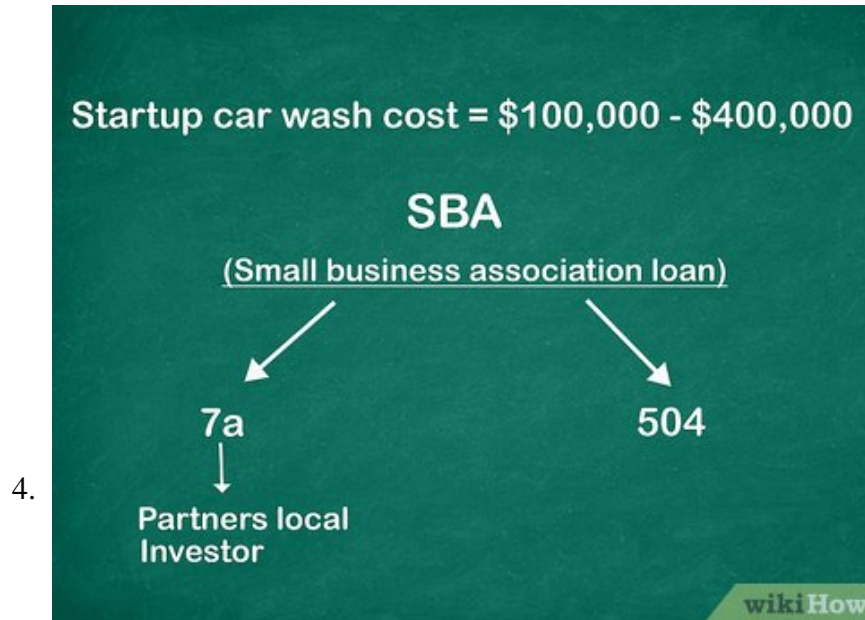 Startup car wash cost = $100,000 - $400,000
SBA
(Small business association loan)
7a
504
4.
Partners local
Investor
wikiHow